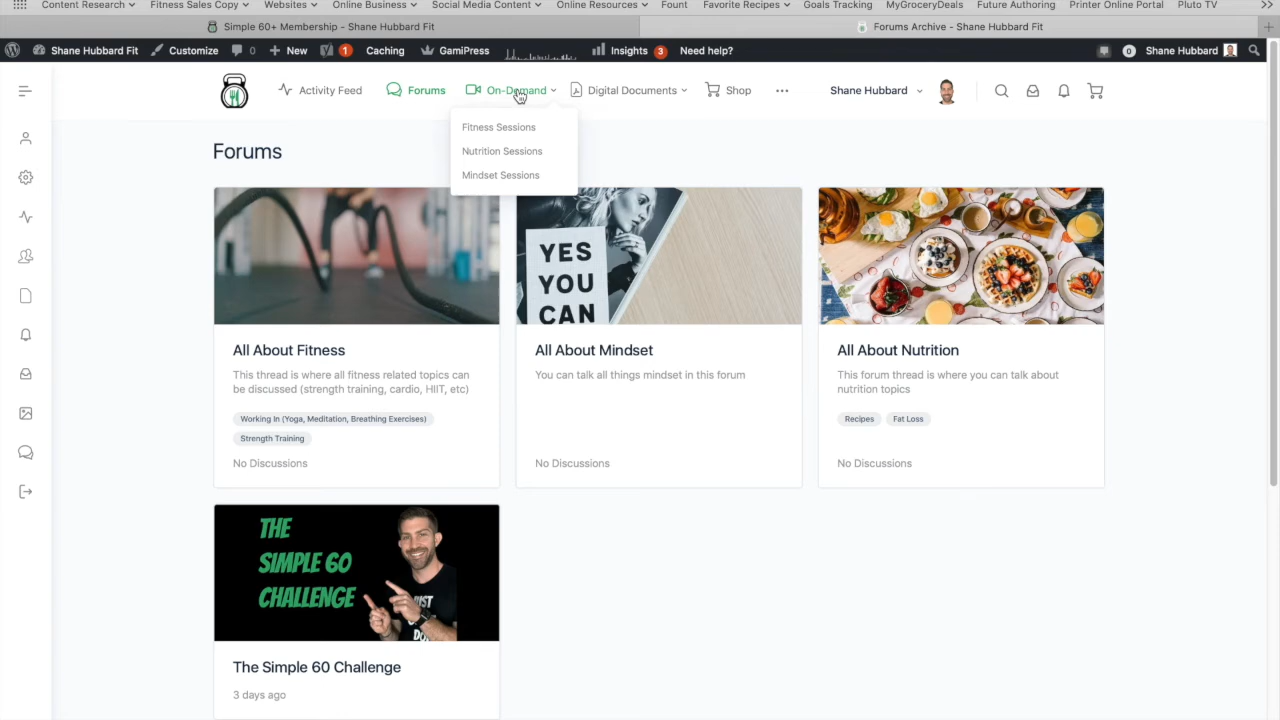 Content Research
Fitness Sales Copy
Websites
Online Business
Social Media Content
Online Resources
Fount
Favorite Recipes
Goals Tracking
MyGroceryDeals
Future Authoring
Printer Online Portal
Pluto TV
Simple 60+ Membership - Shane Hubbard Fit
Forums Archive - Shane Hubbard Fit
Shane Hubbard Fit
Customize
0
New
1
Caching
GamiPress
Insights 3
Need help?
0
Shane Hubbard
Activity Feed
Forums
On-Demand
Digital Documents
Shop
Shane Hubbard
Fitness Sessions
Nutrition Sessions
Mindset Sessions
Forums
YES
YOU
CAN
All About Fitness
This thread is where all fitness related topics can
be discussed (strength training, cardio, HIIT, etc)
Working In (Yoga, Meditation, Breathing Exercises)
Strength Training
No Discussions
All About Mindset
You can talk all things mindset in this forum
No Discussions
All About Nutrition
This forum thread is where you can talk about
nutrition topics
Recipes
Fat Loss
No Discussions
THE
SIMPLE 60
CHALLENGE
JUST
The Simple 60 Challenge
3 days ago